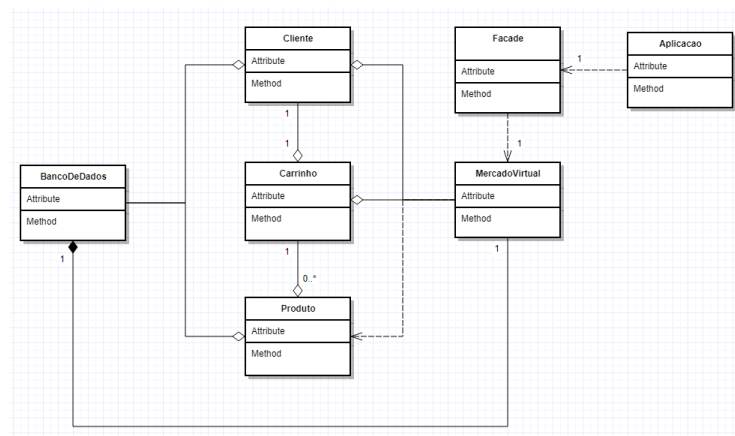 Cliente
Attribute
Method
Facade
Attribute
Method
1
Aplicacao
Attribute
Method
1
1
1
BancoDeDados
Attribute
Method
1
Carrinho
Attribute
Method
1
0..*
MercadoVirtual
Attribute
Method
1
Produto
Attribute
Method